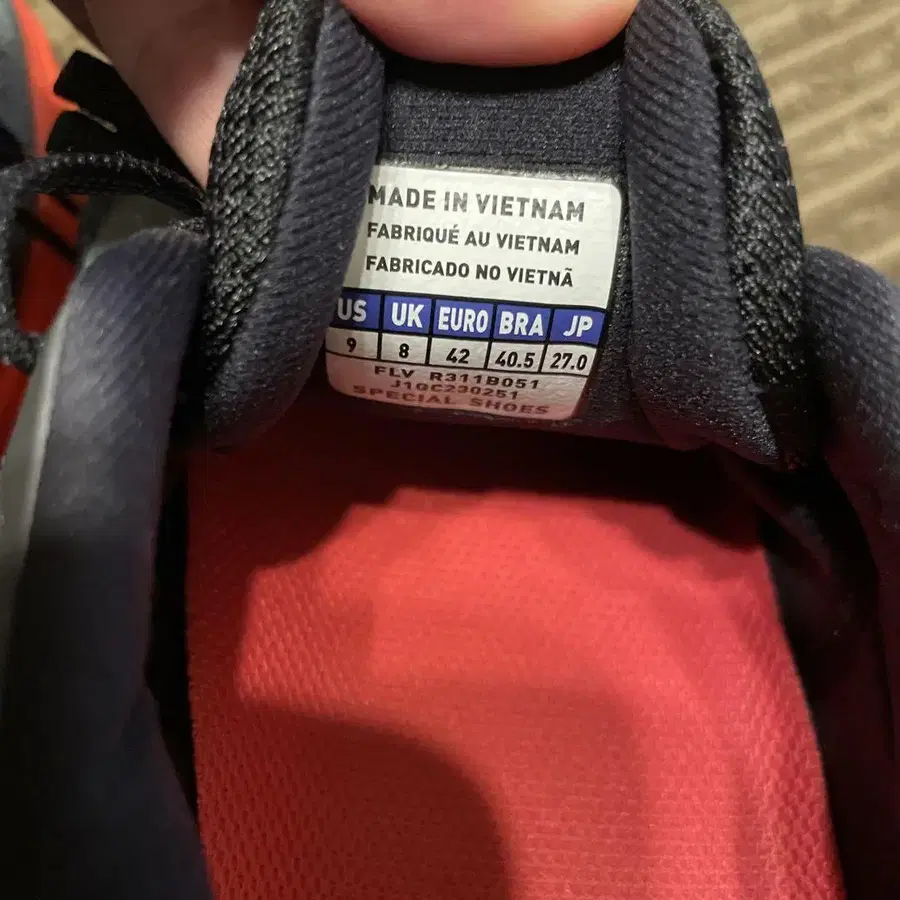 MADE IN VIETNAM
FABRIQUÉ AU VIETNAM
FABRICADO NO VIETNÃ
US UK EURO BRA JP
9 8 42 40.5 27.0
FLV R311B051
J1GC230251
SPECIAL SHOES